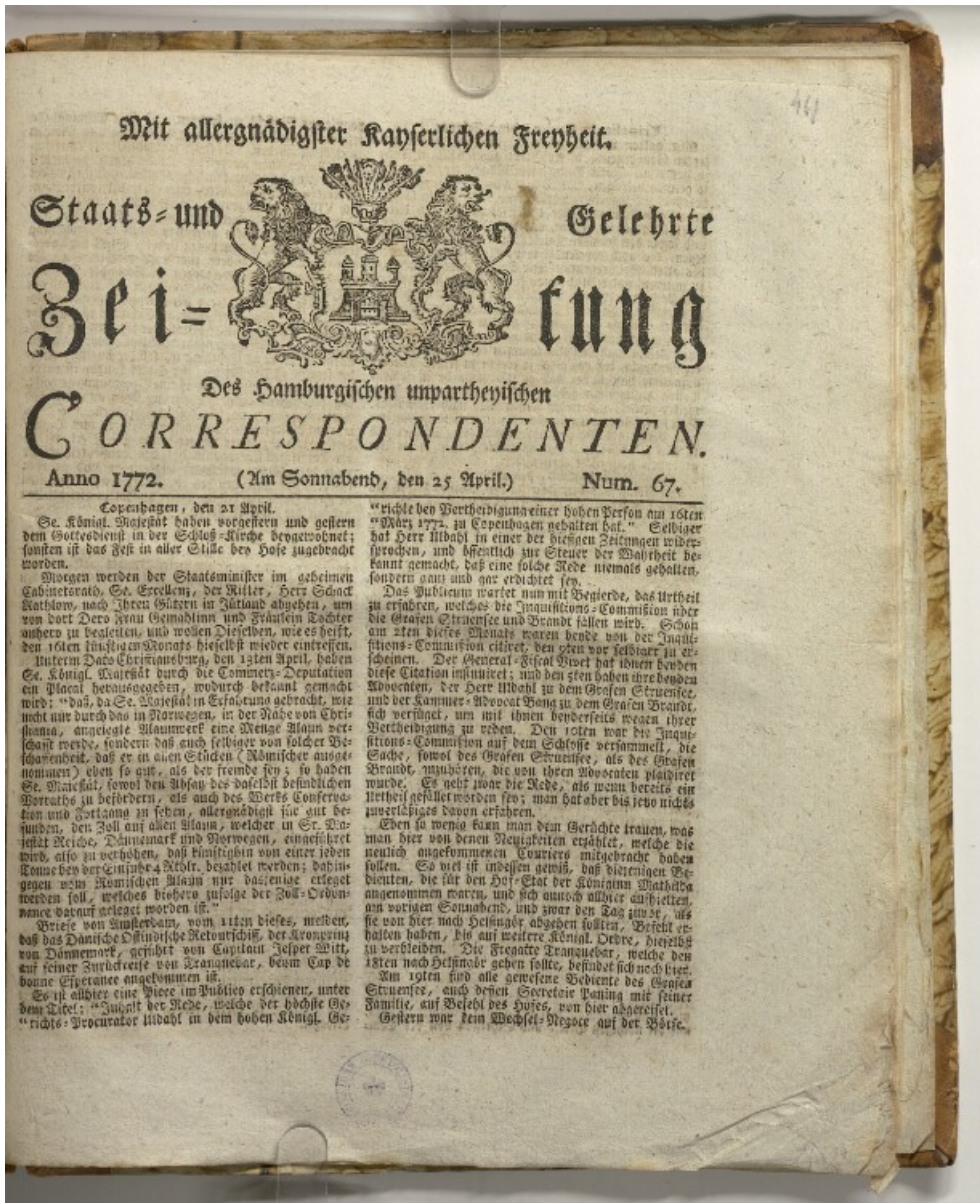 Mit allergnädigster Kayserlichen Freyheit.
Staats- und Gelehrte
Zei- tung
Des Hamburgischen unpartheyischen
CORRESPONDENTEN.
Anno 1772. (Am Sonnabend, den 25 April.) Num. 67.
Copenhagen, den 21 April.
Se. Königl. Majestät haben vorgestern und gestern
dem Gottesdienst in der Schloß-Kirche beygewohnet;
sonsten ist das Fest in aller Stille bey Hofe zugebracht
worden.
Morgen werden der Staatsminister im geheimen
Cabinetsrath, Se. Excellenz, der Ritter, Herr Schack
Rathlow, nach Ihren Gütern in Jütland abgehen, um
von dort Dero Frau Gemahlinn und Fräulein Tochter
anhero zu begleiten, und wollen Dieselben, wie es heißt,
den 16ten künftigen Monats hieselbst wieder eintreffen.
Unterm Dato Christiansburg, den 13ten April, haben
Se. Königl. Majestät durch die Commerz-Deputation
ein Placat herausgegeben, wodurch bekannt gemacht
wird: "daß, da Se. Majestät in Erfahrung gebracht, wie
nicht nur durch das in Norwegen, in der Nähe von Chri-
stiania, angelegte Alaunwerk eine Menge Alaun ver-
schafft werde, sondern daß auch selbiger von solcher Be-
schaffenheit, daß er in allen Stücken (Römischer ausge-
nommen) eben so gut, als der fremde sey; so haben
Se. Majestät, sowol den Absatz des daselbst befindlichen
Vorraths zu befördern, als auch des Werks Conserva-
tion und Fortgang zu sehen, allergnädigst für gut be-
funden, den Zoll auf allen Alaun, welcher in Sr. Ma-
jestät Reiche, Dännemark und Norwegen, eingeführet
wird, also zu verhöhen, daß künftighin von einer jeden
Tonne bey der Einfuhr 4 Rthlr. bezahlet werden; dahin-
gegen vom Römischen Alaun nur dasjenige erleget
werden soll, welches bishero zufolge der Zoll-Ordon-
nance darauf geleget worden ist."
Briefe von Amsterdam, vom 11ten dieses, melden,
daß das Dänische Ostindische Retourschiff, der Kronprinz
von Dännemark, geführt von Capitain Jesper Witt,
auf seiner Zurückreise von Tranquebar, beym Cap de
bonne Esperance angekommen ist.
Es ist allhier eine Piece im Publico erschienen, unter
dem Titel: "Inhalt der Rede, welche der höchste Ge-
"richts-Procurator Uldahl in dem hohen Königl. Ge-
"richte bey Vertheidigung einer hohen Person am 16ten
"März 1772. zu Copenhagen gehalten hat." Selbiger
hat Herr Uldahl in einer der hiesigen Zeitungen wider-
sprochen, und öffentlich zur Steuer der Wahrheit be-
kannt gemacht, daß eine solche Rede niemals gehalten,
sondern ganz und gar erdichtet sey.
Das Publicum wartet nun mit Begierde, das Urtheil
zu erfahren, welches die Inquisitions-Commißion über
die Grafen Struensee und Brandt fällen wird. Schon
am 2ten dieses Monats waren beyde von der Inqui-
sitions-Commißion citiret, den 9ten vor selbiger zu er-
scheinen. Der General-Fiscal Wivet hat ihnen beyden
diese Citation insinuiret; und den 5ten haben ihre beyden
Advocaten, der Herr Uldahl zu dem Grafen Struensee,
und der Kammer-Advocat Bang zu dem Grafen Brandt,
sich verfüget, um mit ihnen beyderseits wegen ihrer
Vertheidigung zu reden. Den 10ten war die Inqui-
sitions-Commißion auf dem Schlosse versammelt, die
Sache, sowol des Grafen Struensee, als des Grafen
Brandt, anzuhören, die von ihren Advocaten plaidiret
wurde. Es geht zwar die Rede, als wenn bereits ein
Urtheil gefället worden sey; man hat aber bis jetzo nichts
zuverläßiges davon erfahren.
Eben so wenig kann man dem Gerüchte trauen, was
man hier von denen Neuigkeiten erzählet, welche die
neulich angekommenen Couriers mitgebracht haben
sollen. So viel ist indessen gewiß, daß diejenigen Be-
dienten, die für den Hof-Etat der Königinn Mathilda
angenommen waren, und sich annoch allhier aufhielten,
am vorigen Sonnabend, und zwar den Tag zuvor, als
sie von hier nach Helsingör abgehen sollten, Befehl er-
halten haben, bis auf weitere Königl. Ordre, hieselbst
zu verbleiben. Die Fregatte Tranquebar, welche den
18ten nach Helsingör gehen sollte, befindet sich noch hier.
Am 19ten sind alle gewesene Bediente des Grafen
Struensee, auch dessen Secretair Paning mit seiner
Familie, auf Befehl des Hofes, von hier abgereiset.
Gestern war kein Wechsel-Negoce auf der Börse.